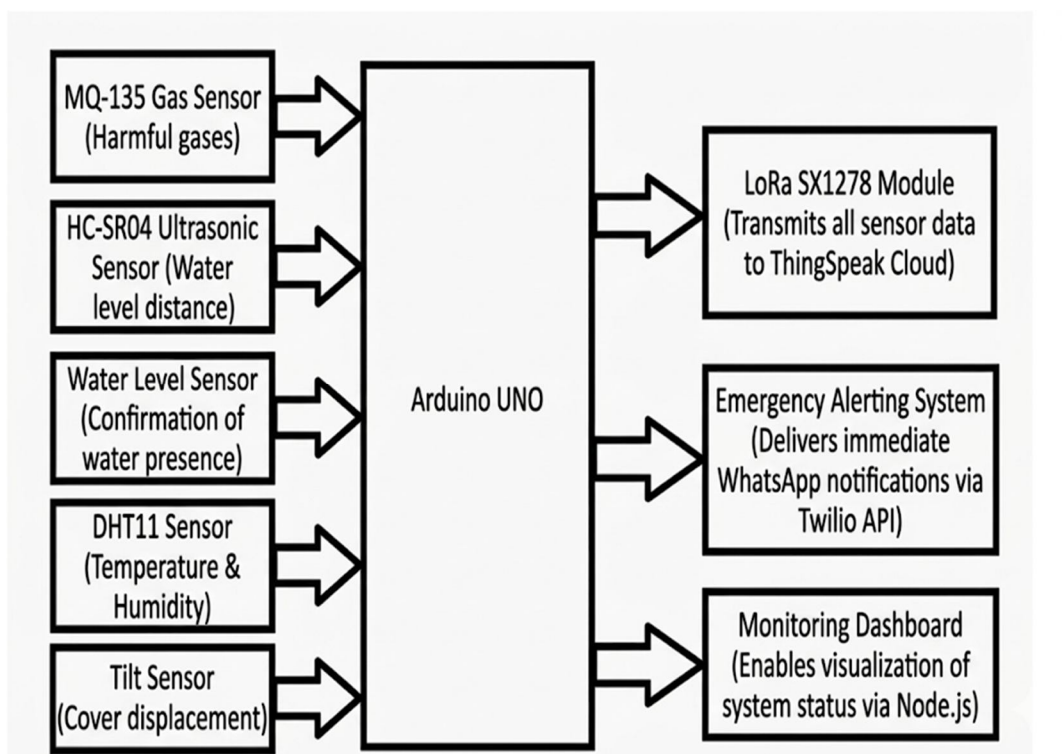 MQ-135 Gas Sensor
(Harmful gases)
HC-SR04 Ultrasonic
Sensor (Water
level distance)
Water Level Sensor
(Confirmation of
water presence)
DHT11 Sensor
(Temperature &
Humidity)
Tilt Sensor
(Cover displacement)
Arduino UNO
LoRa SX1278 Module
(Transmits all sensor data
to ThingSpeak Cloud)
Emergency Alerting System
(Delivers immediate
WhatsApp notifications via
Twilio API)
Monitoring Dashboard
(Enables visualization of
system status via Node.js)